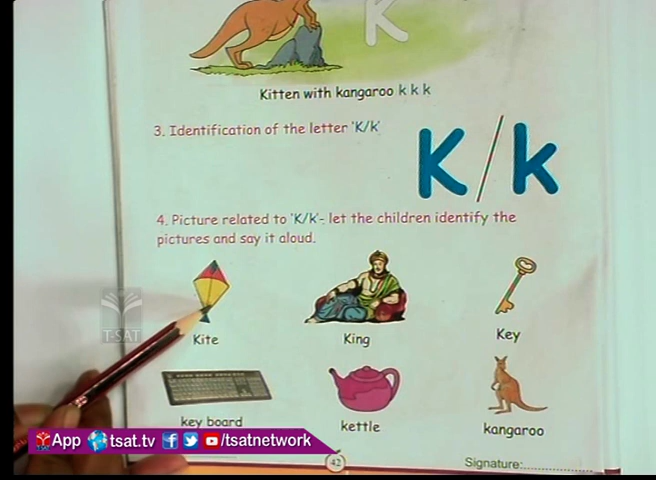 K
Kitten with kangaroo k k k
3. Identification of the letter 'K/k'
K/k
4. Picture related to 'K/k'- let the children identify the
pictures and say it aloud.
T-SAT
Kite
King
Key
key board
kettle
kangaroo
App tsat.tv /tsatnetwork
42
Signature:..................